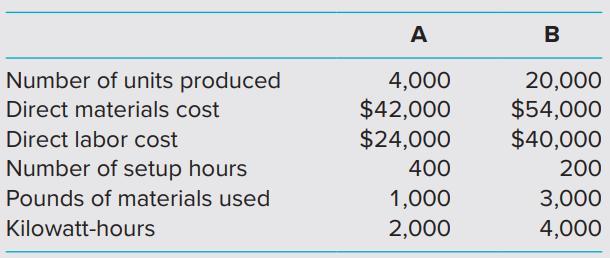 A B
Number of units produced 4,000 20,000
Direct materials cost $42,000 $54,000
Direct labor cost $24,000 $40,000
Number of setup hours 400 200
Pounds of materials used 1,000 3,000
Kilowatt-hours 2,000 4,000